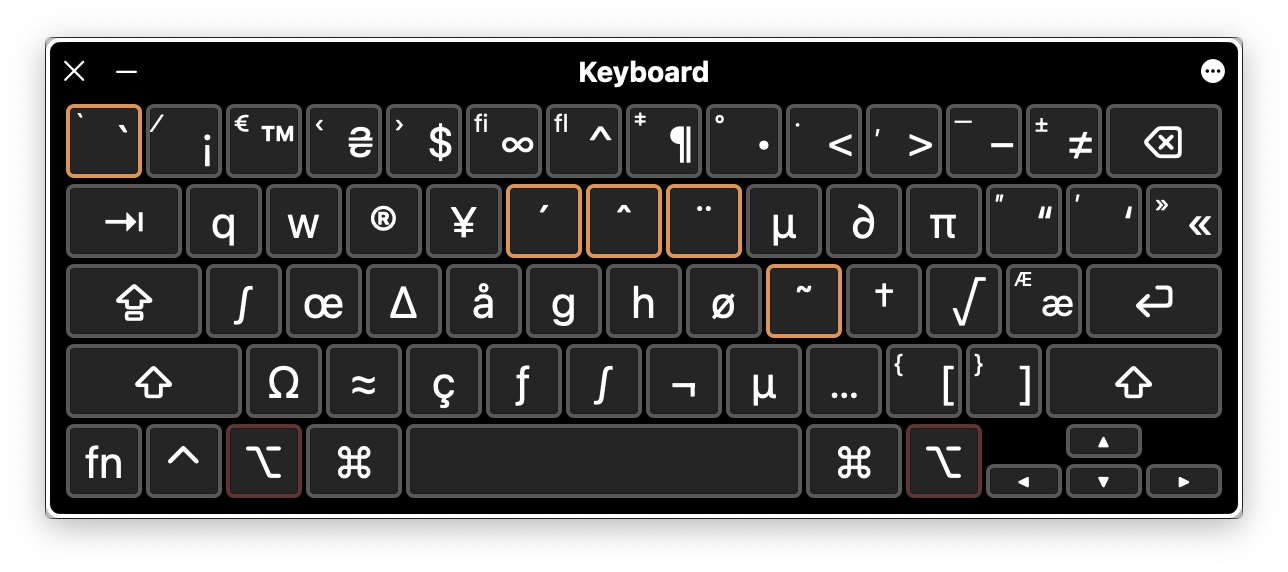 Keyboard
` ` ⁄ ¡ € ™ ‹ ₴ › $ ﬁ ∞ ﬂ ^ ‡ ¶ ° • · < ′ > — – ± ≠
q w ® ¥ ´ ˆ ¨ µ ∂ π ″ “ ′ ‘ » «
∫ œ ∆ å g h ø ˜ † √ Æ æ
Ω ≈ ç ƒ ∫ ¬ µ … { [ } ]
fn ^ ⌥ ⌘ ⌘ ⌥